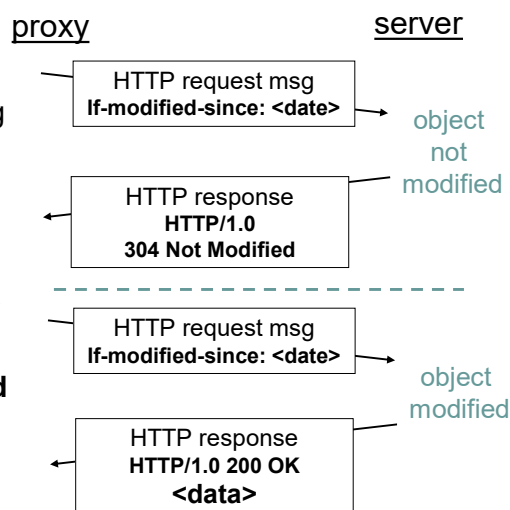 proxy
server
HTTP request msg
If-modified-since: <date>
g
object
not
modified
HTTP response
HTTP/1.0
304 Not Modified
HTTP request msg
If-modified-since: <date>
d
object
modified
HTTP response
HTTP/1.0 200 OK
<data>